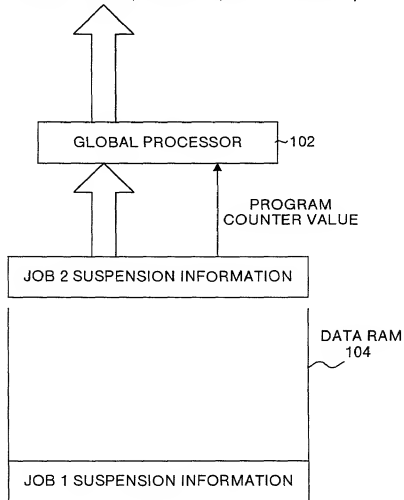 GLOBAL PROCESSOR
102
PROGRAM
COUNTER VALUE
JOB 2 SUSPENSION INFORMATION
DATA RAM
104
JOB 1 SUSPENSION INFORMATION